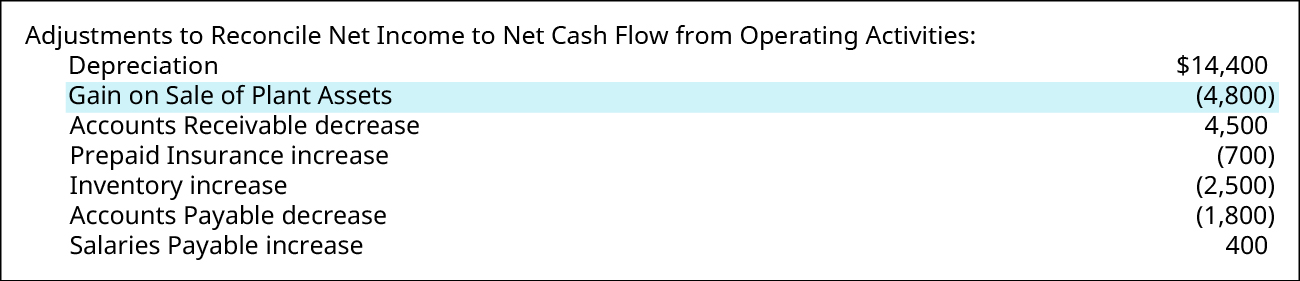 Adjustments to Reconcile Net Income to Net Cash Flow from Operating Activities:
Depreciation $14,400
Gain on Sale of Plant Assets (4,800)
Accounts Receivable decrease 4,500
Prepaid Insurance increase (700)
Inventory increase (2,500)
Accounts Payable decrease (1,800)
Salaries Payable increase 400